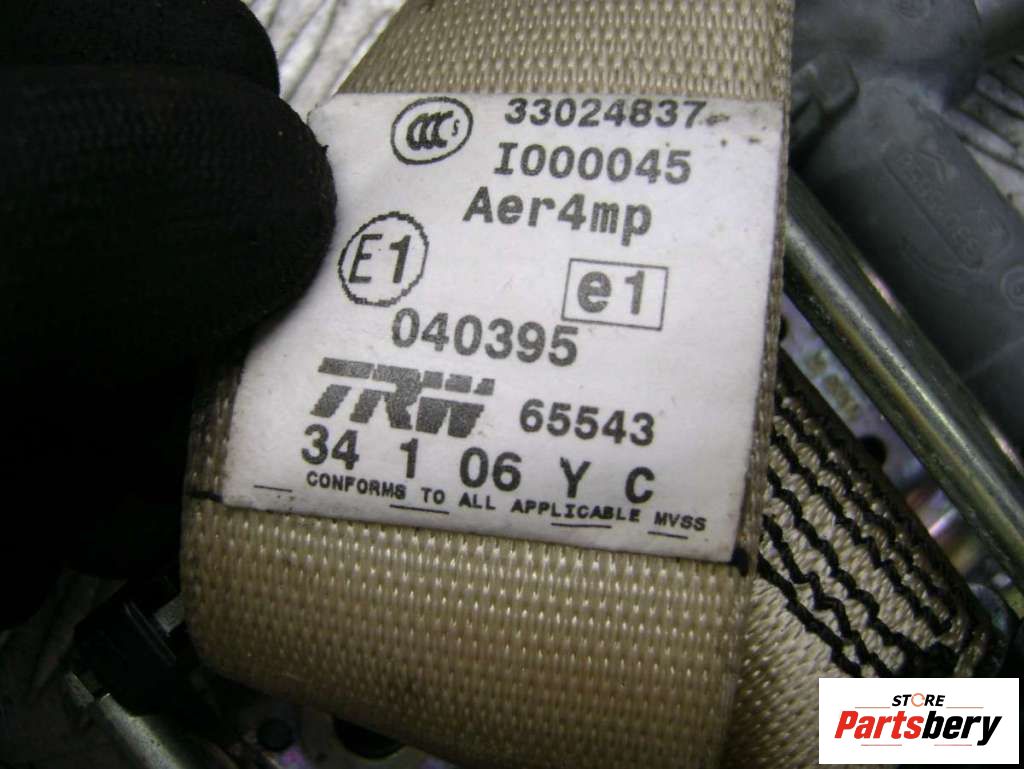 CCC S 33024837
I000045
Aer4mp
E1 e1
040395
TRW 65543
34 1 06 Y C
CONFORMS TO ALL APPLICABLE MVSS
STORE
Partsbery